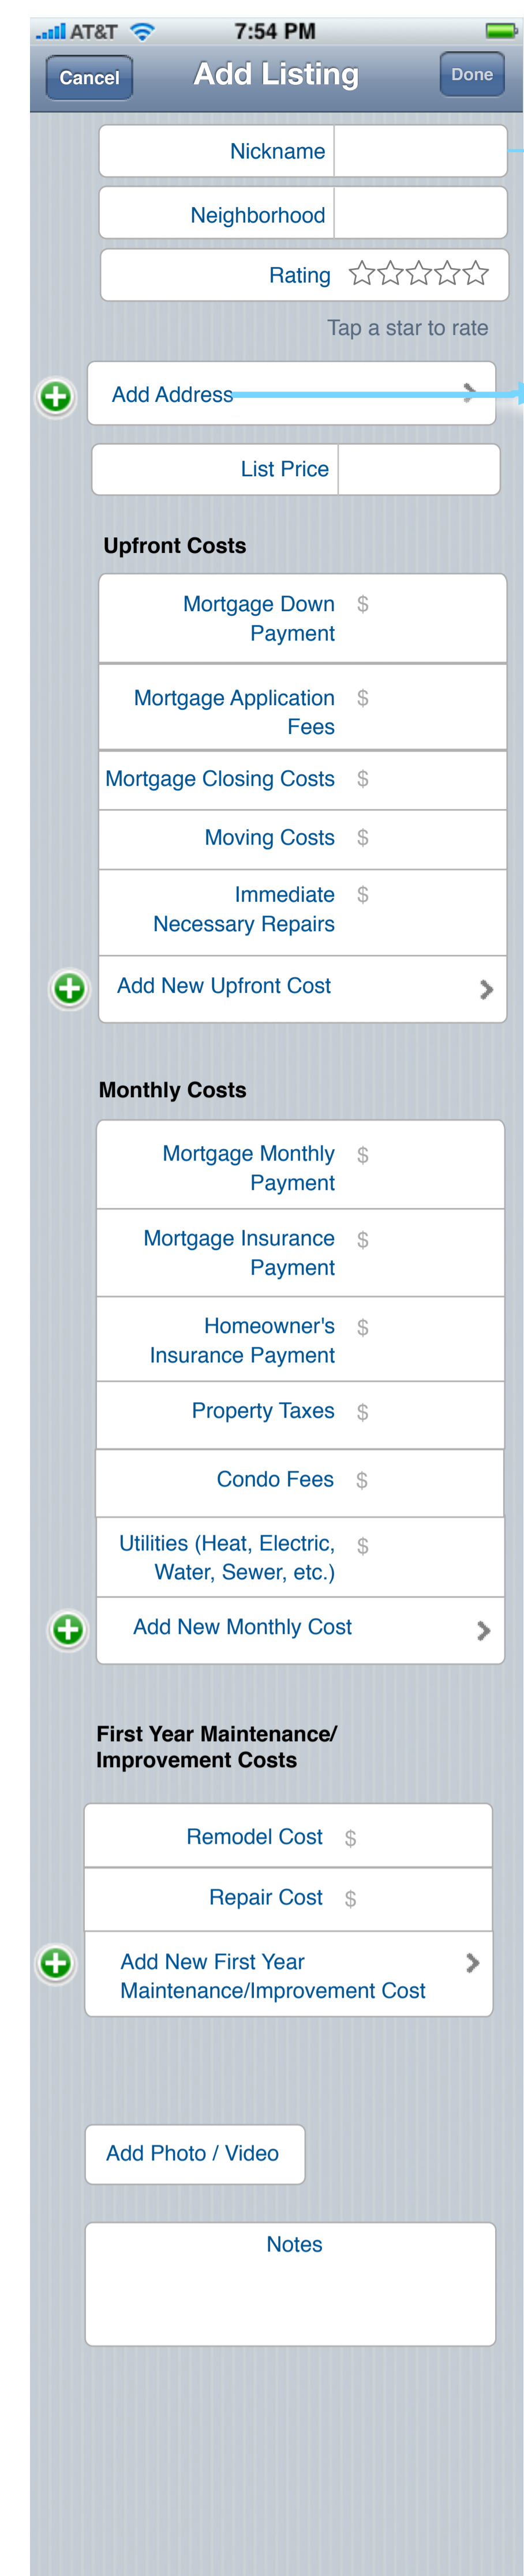 AT&T 7:54 PM
Cancel Add Listing Done
Nickname
Neighborhood
Rating
Tap a star to rate
Add Address
List Price
Upfront Costs
Mortgage Down $
Payment
Mortgage Application $
Fees
Mortgage Closing Costs $
Moving Costs $
Immediate $
Necessary Repairs
Add New Upfront Cost
Monthly Costs
Mortgage Monthly $
Payment
Mortgage Insurance $
Payment
Homeowner's $
Insurance Payment
Property Taxes $
Condo Fees $
Utilities (Heat, Electric, $
Water, Sewer, etc.)
Add New Monthly Cost
First Year Maintenance/
Improvement Costs
Remodel Cost $
Repair Cost $
Add New First Year
Maintenance/Improvement Cost
Add Photo / Video
Notes